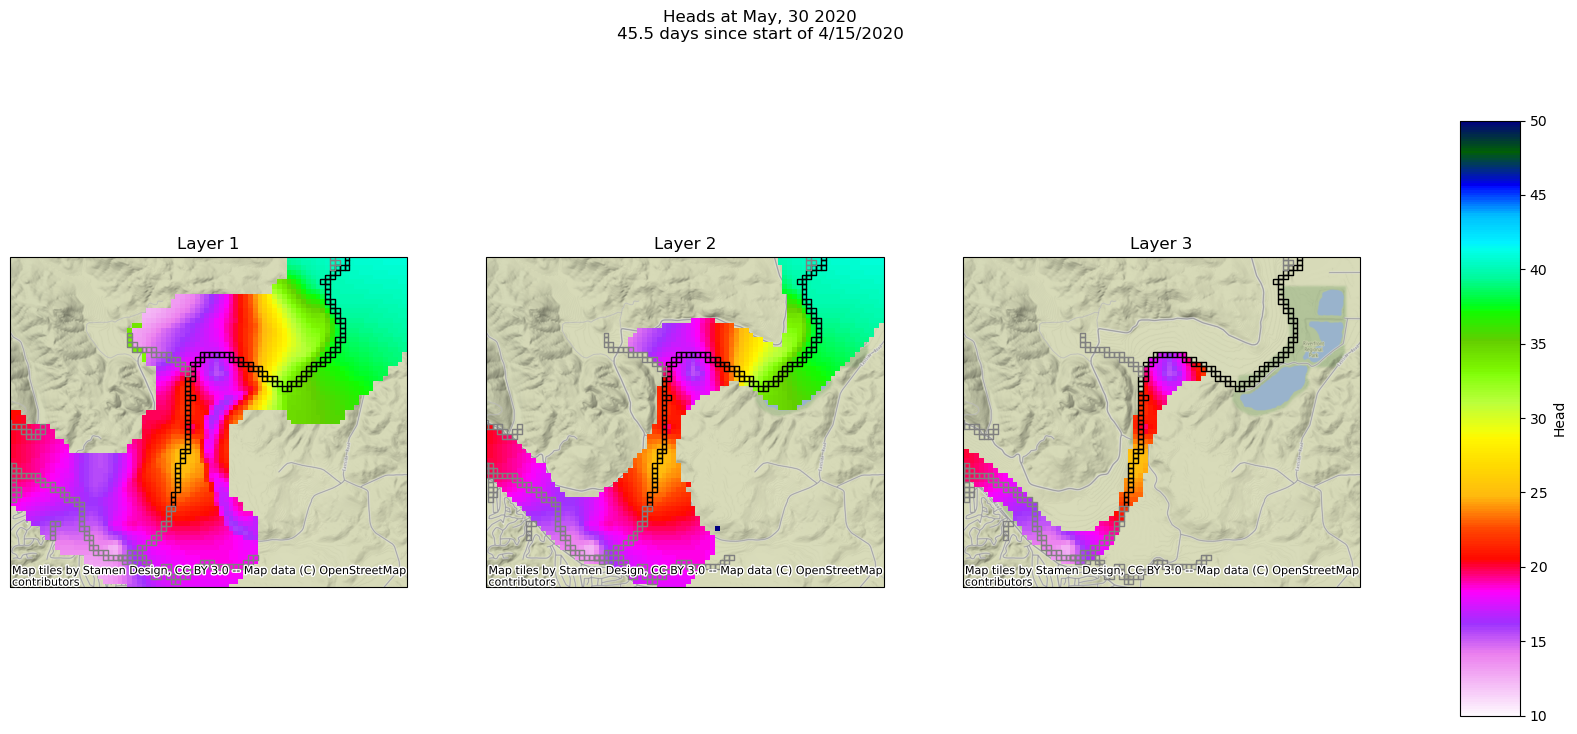 Heads at May, 30 2020
45.5 days since start of 4/15/2020
Layer 1
Layer 2
Layer 3
Map tiles by Stamen Design, CC BY 3.0 -- Map data (C) OpenStreetMap
contributors
Map tiles by Stamen Design, CC BY 3.0 -- Map data (C) OpenStreetMap
contributors
Map tiles by Stamen Design, CC BY 3.0 -- Map data (C) OpenStreetMap
contributors
50
45
40
35
30
25
20
15
10
Head